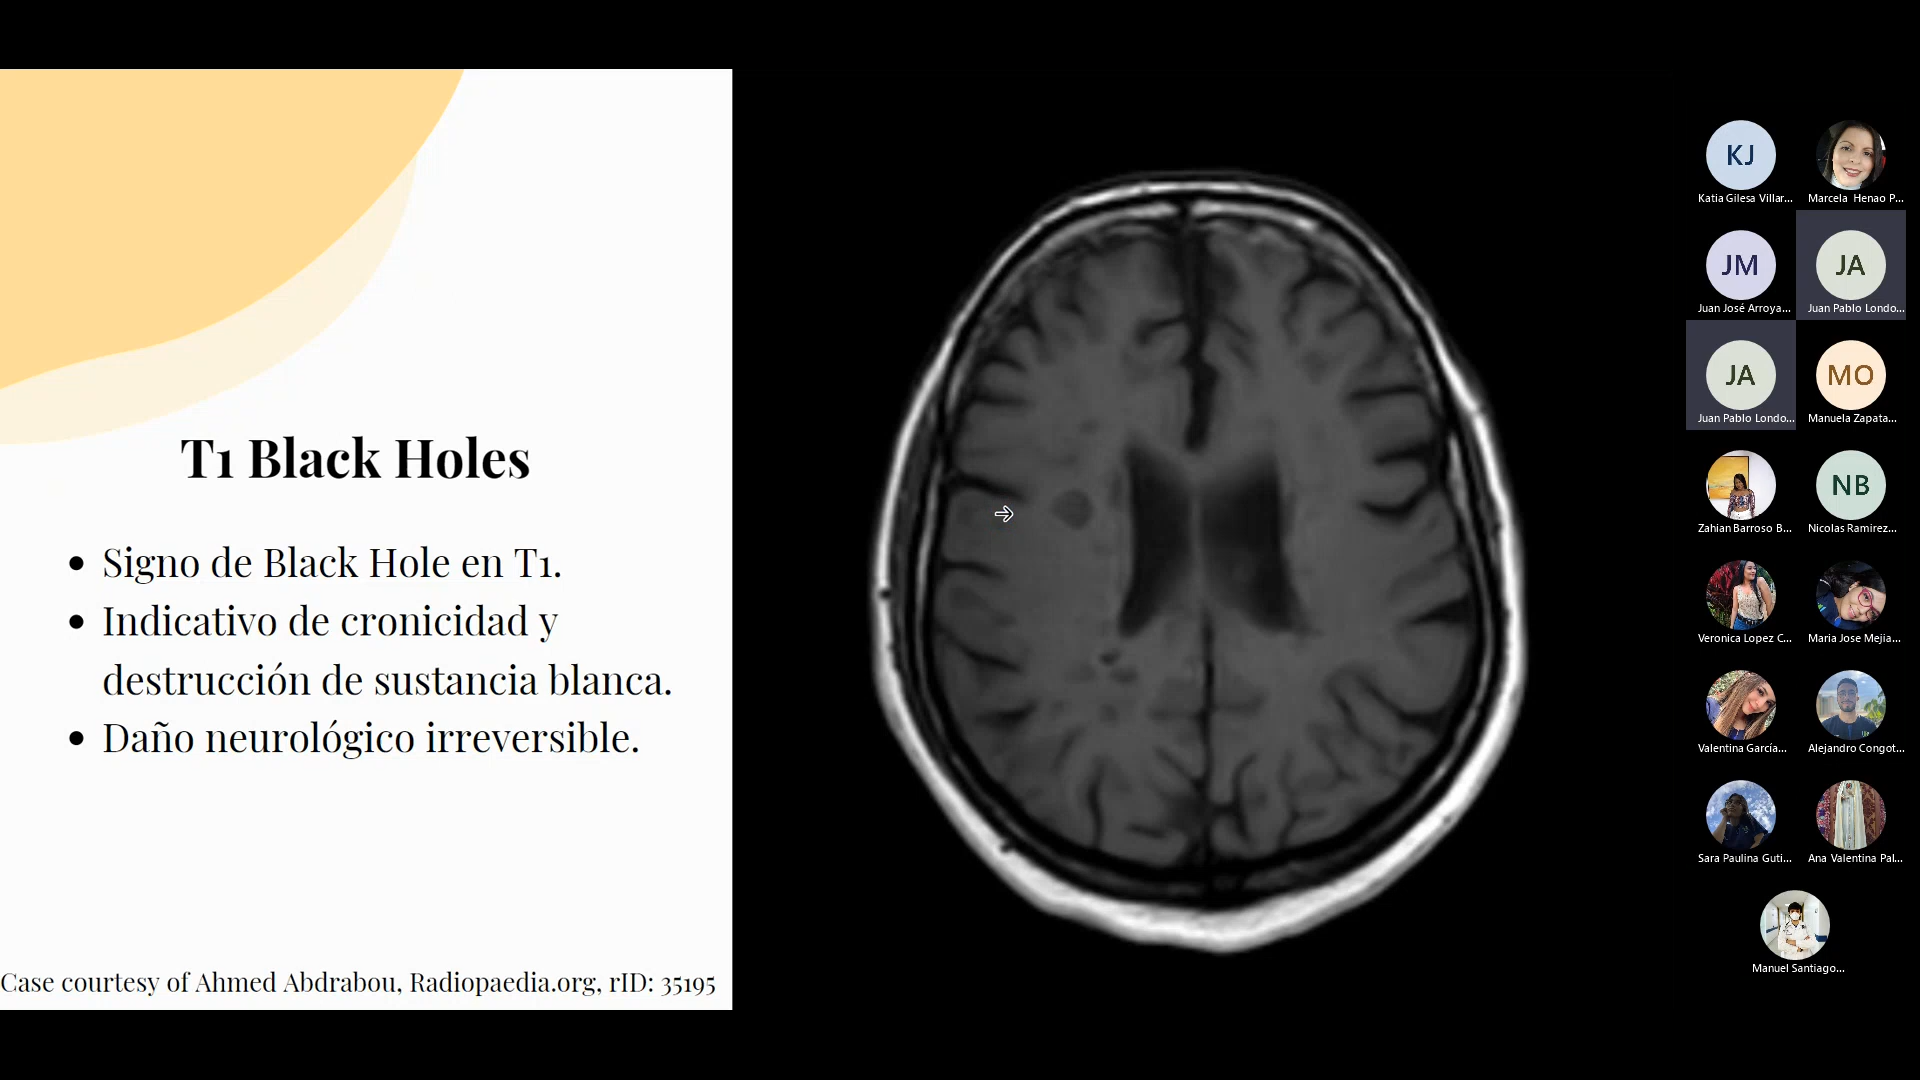 T1 Black Holes
Signo de Black Hole en T1.
Indicativo de cronicidad y
destrucción de sustancia blanca.
Daño neurológico irreversible.
Case courtesy of Ahmed Abdrabou, Radiopaedia.org, rID: 35195
KJ
Katia Gilesa Villar...
Marcela Henao P...
JM
Juan José Arroya...
JA
Juan Pablo Londo...
JA
Juan Pablo Londo...
MO
Manuela Zapata...
Zahian Barroso B...
NB
Nicolas Ramirez...
Veronica Lopez C...
Maria Jose Mejia...
Valentina García...
Alejandro Congot...
Sara Paulina Guti...
Ana Valentina Pal...
Manuel Santiago...